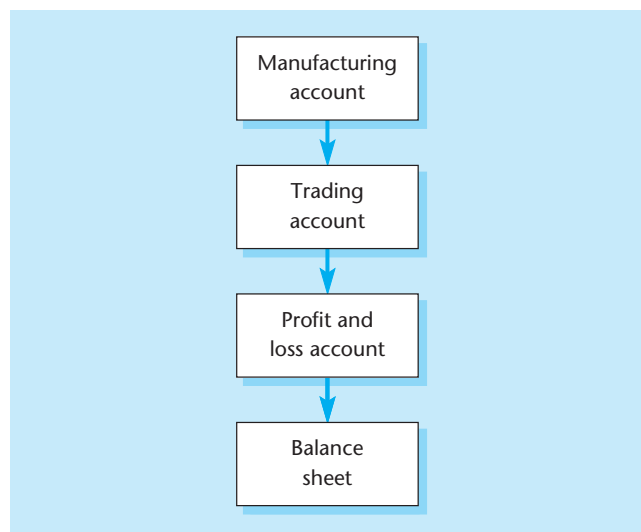 Manufacturing
account
Trading
account
Profit and
loss account
Balance
sheet